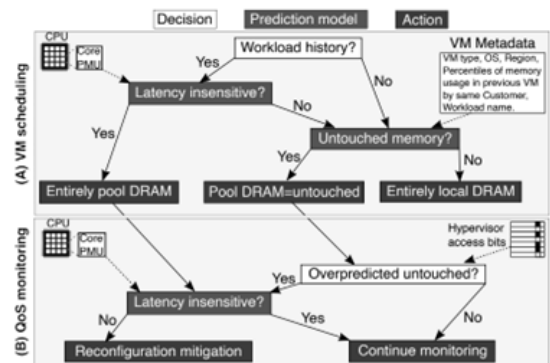 Decision
Prediction model
Action
CPU
Core
PMU
Workload history?
VM Metadata
VM type, OS, Region,
Percentiles of memory
usage in previous VM
by same Customer,
Workload name.
Yes
No
Latency insensitive?
No
Untouched memory?
Yes
Yes
No
Entirely pool DRAM
Pool DRAM=untouched
Entirely local DRAM
(A) VM scheduling
CPU
Core
PMU
Hypervisor
access bits
Overpredicted untouched?
Yes
Latency insensitive?
No
Yes
No
Reconfiguration mitigation
Continue monitoring
(B) QoS monitoring